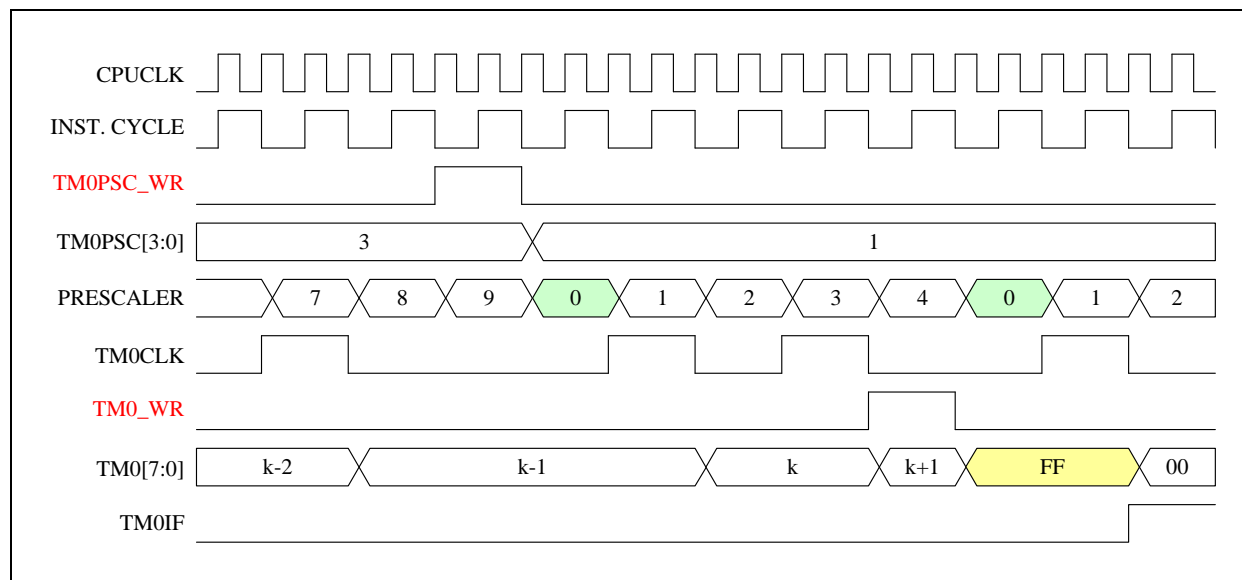 CPUCLK
INST. CYCLE
TM0PSC_WR
TM0PSC[3:0] 3 1
PRESCALER 7 8 9 0 1 2 3 4 0 1 2
TM0CLK
TM0_WR
TM0[7:0] k-2 k-1 k k+1 FF 00
TM0IF